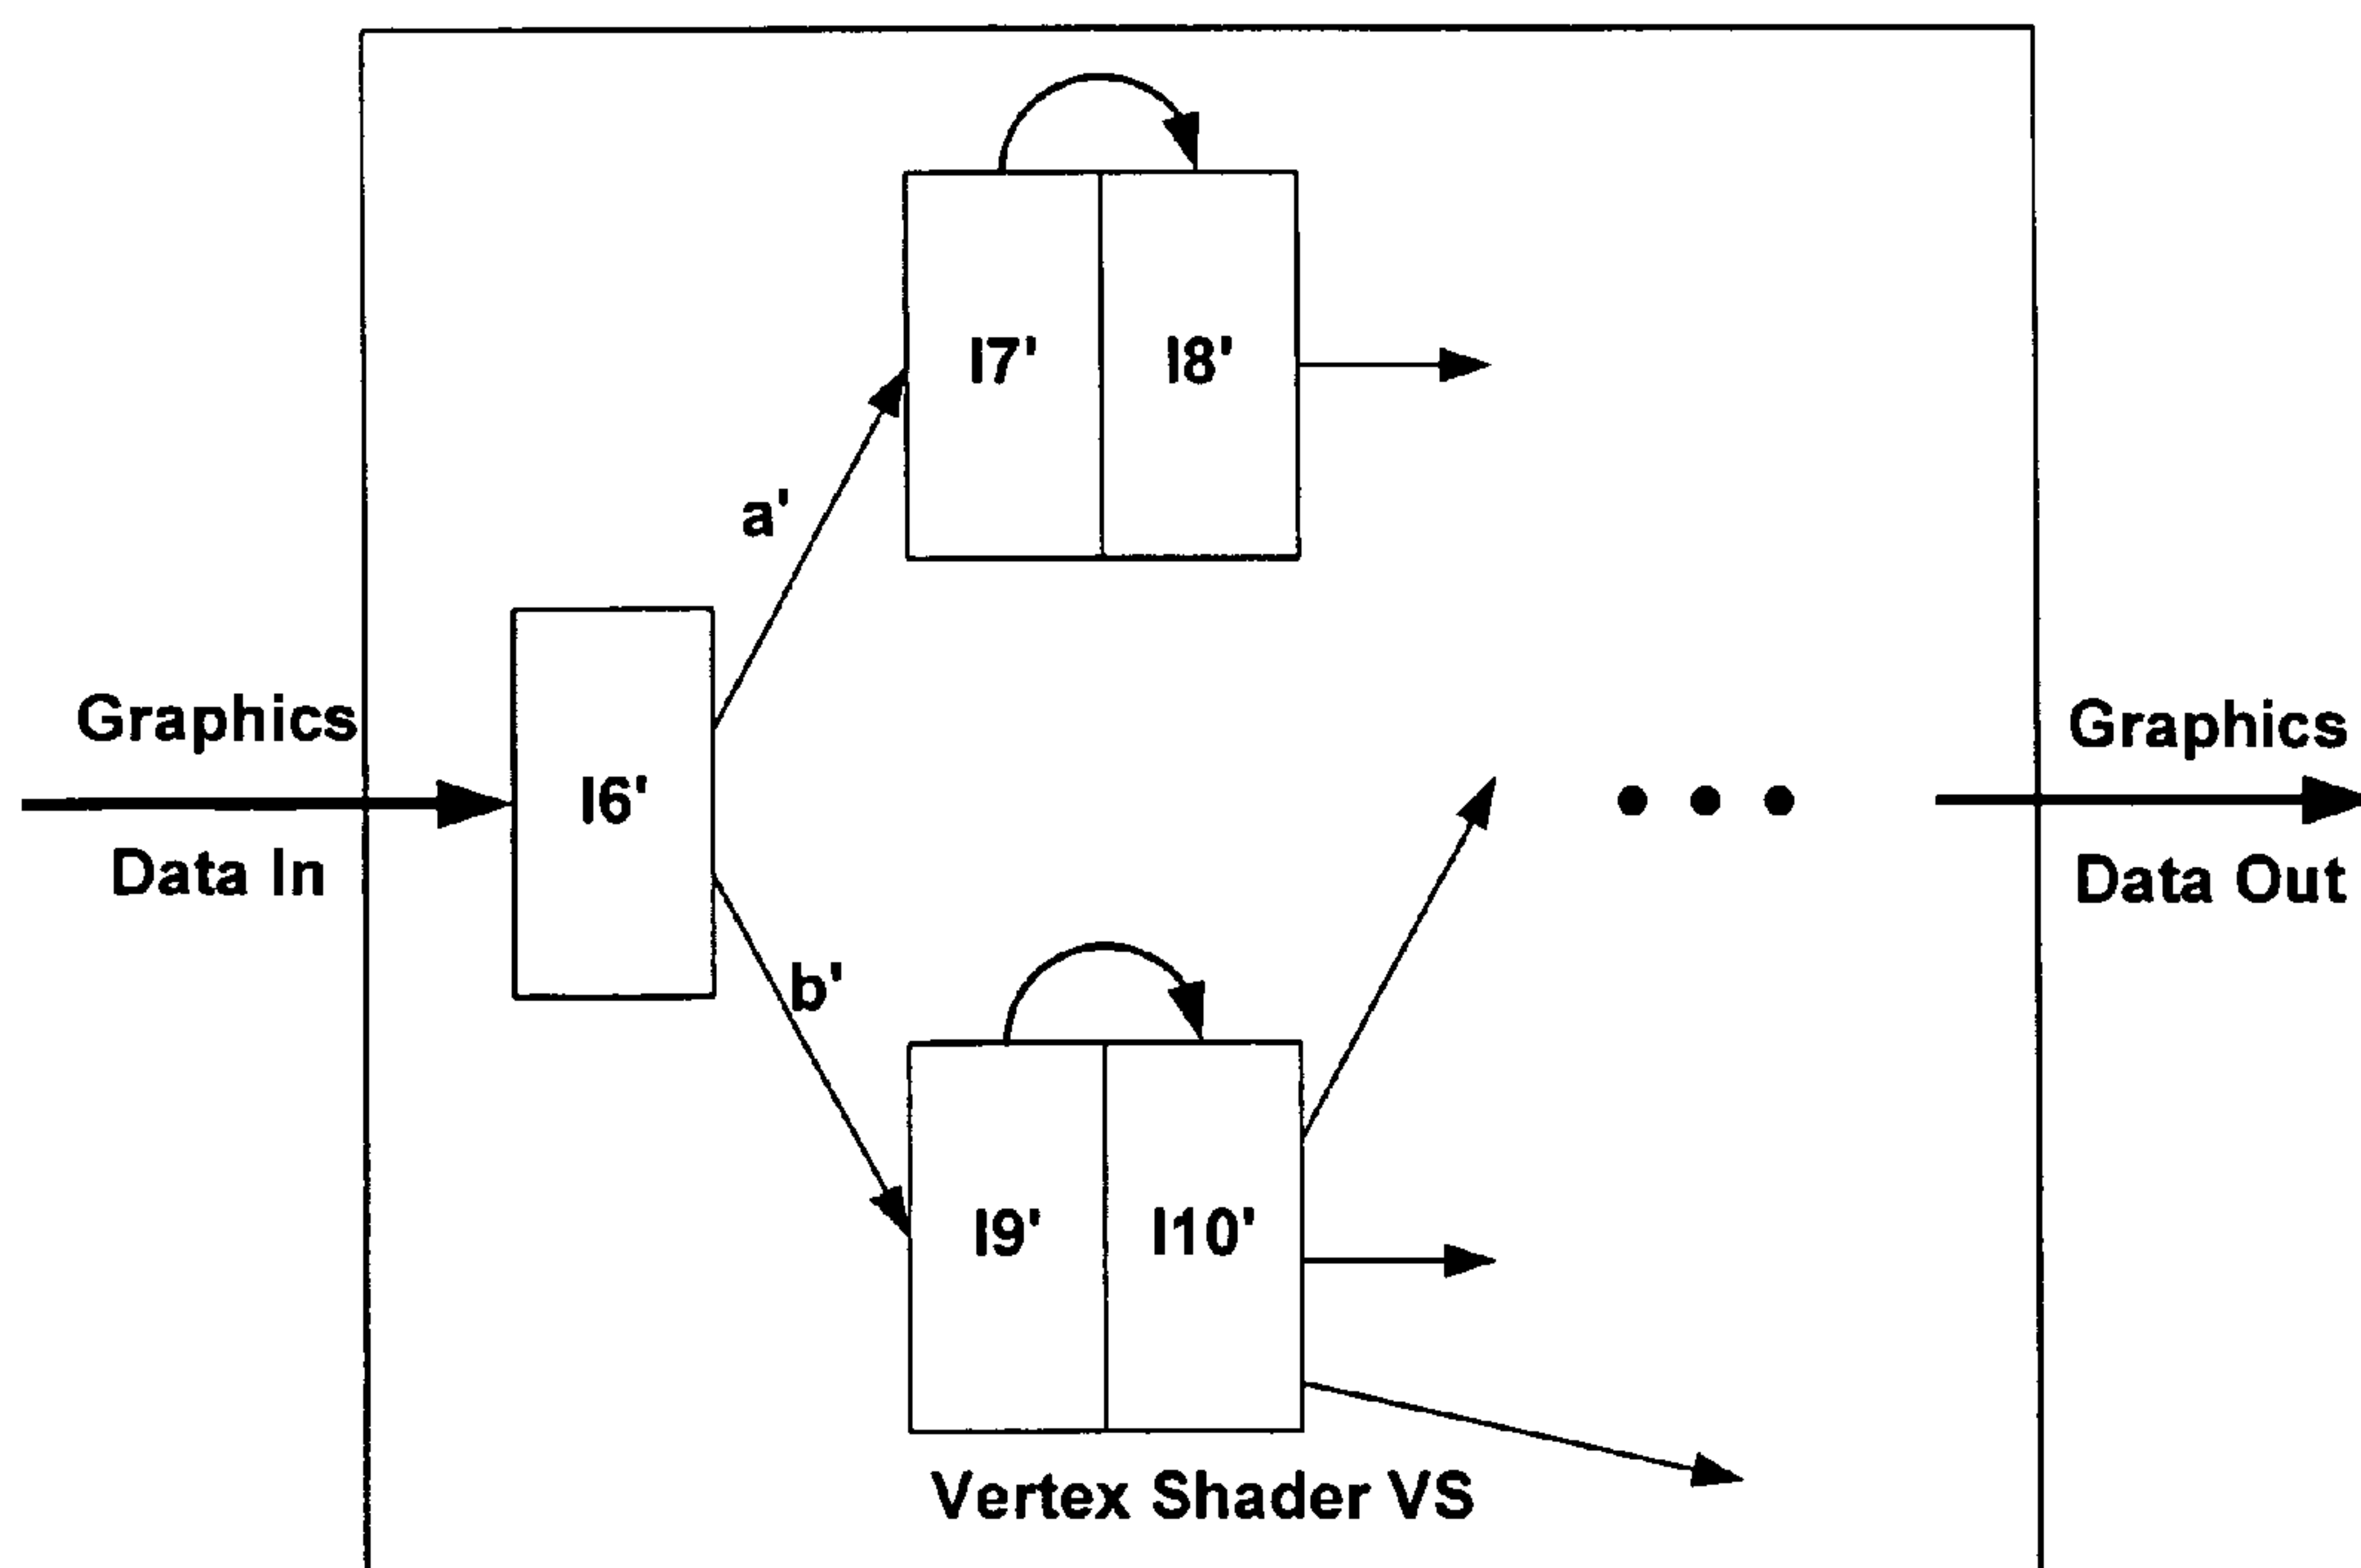 I7'
I8'
a'
Graphics
Data In
I6'
Graphics
Data Out
b'
I9'
I10'
Vertex Shader VS